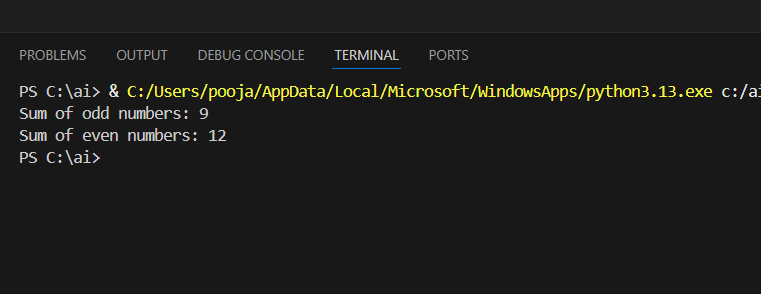 PROBLEMS OUTPUT DEBUG CONSOLE TERMINAL PORTS
PS C:\ai> & C:/Users/pooja/AppData/Local/Microsoft/WindowsApps/python3.13.exe c:/ai
Sum of odd numbers: 9
Sum of even numbers: 12
PS C:\ai>